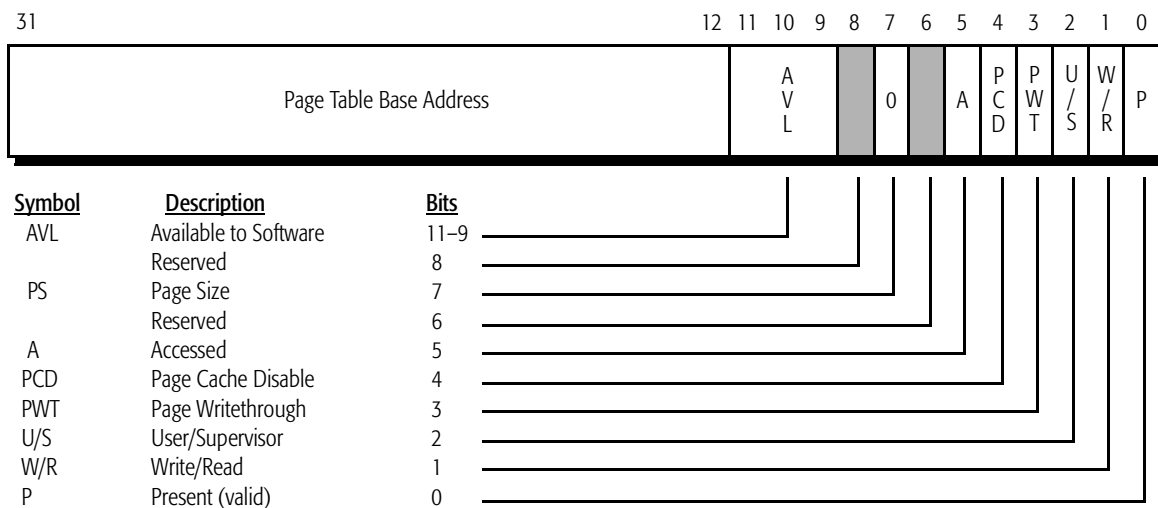 31 12 11 10 9 8 7 6 5 4 3 2 1 0
Page Table Base Address
A
V
L
0
A
P
C
D
P
W
T
U
/
S
W
/
R
P
Symbol Description Bits
AVL Available to Software 11–9
Reserved 8
PS Page Size 7
Reserved 6
A Accessed 5
PCD Page Cache Disable 4
PWT Page Writethrough 3
U/S User/Supervisor 2
W/R Write/Read 1
P Present (valid) 0